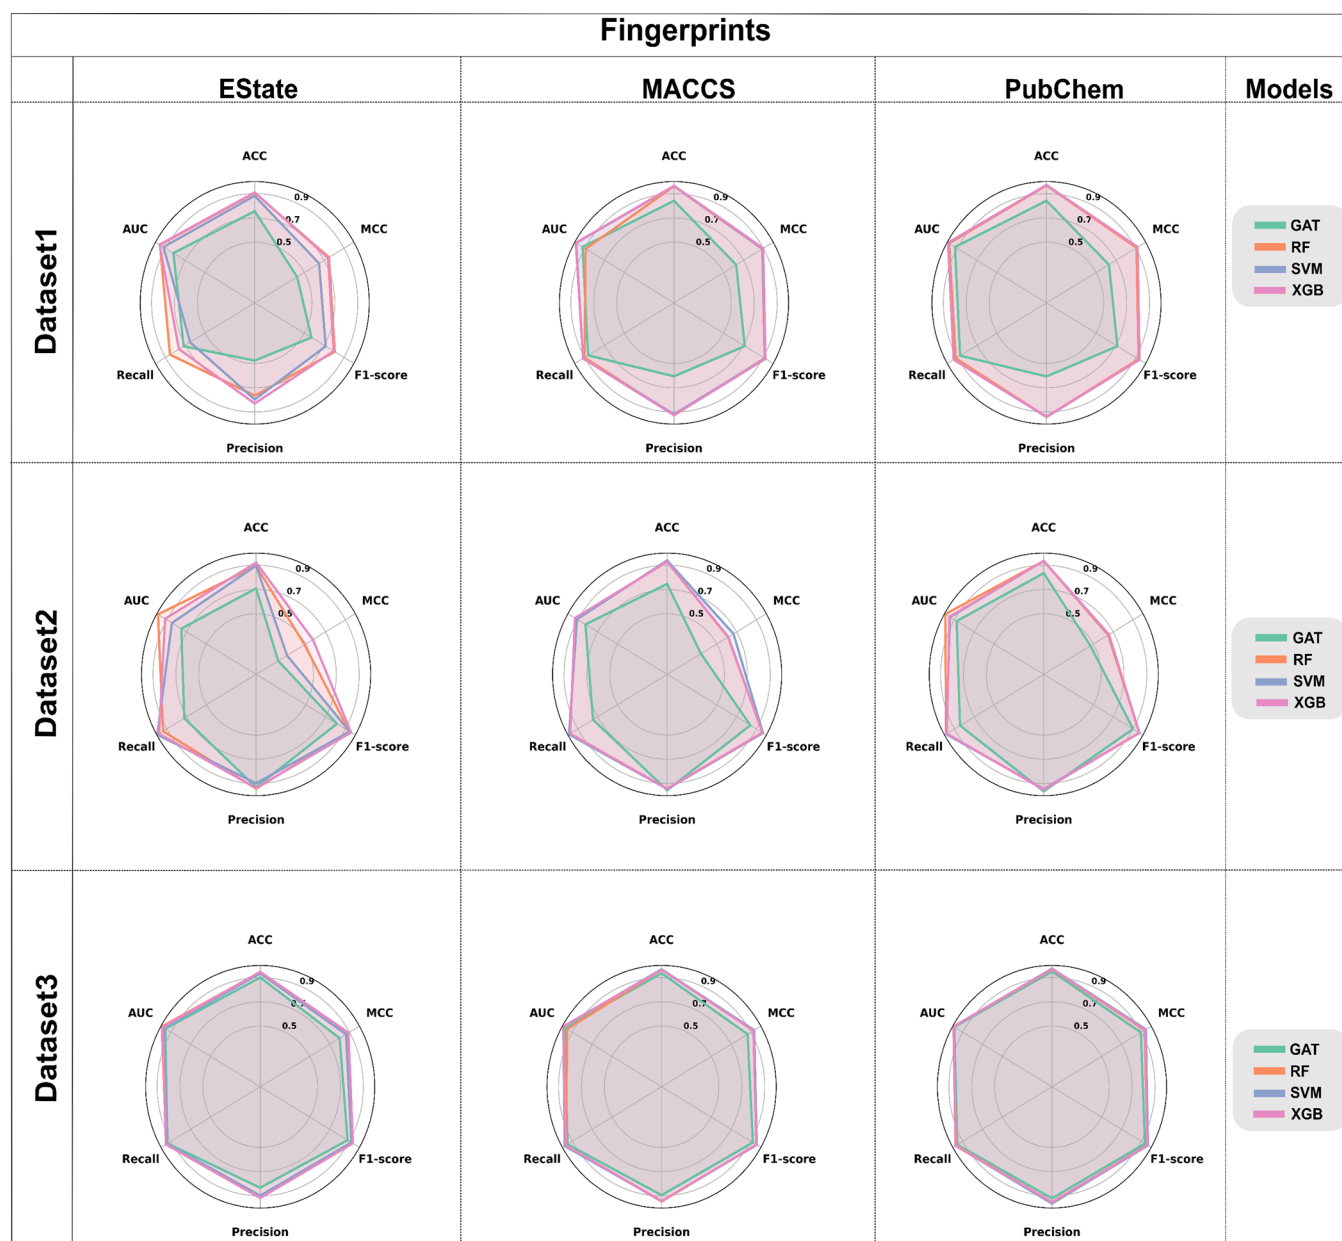 Fingerprints
EState MACCS PubChem Models
Dataset1
ACC
MCC
F1-score
Precision
Recall
AUC
0.9
0.7
0.5
ACC
MCC
F1-score
Precision
Recall
AUC
0.9
0.7
0.5
ACC
MCC
F1-score
Precision
Recall
AUC
0.9
0.7
0.5
GAT
RF
SVM
XGB
Dataset2
ACC
MCC
F1-score
Precision
Recall
AUC
0.9
0.7
0.5
ACC
MCC
F1-score
Precision
Recall
AUC
0.9
0.7
0.5
ACC
MCC
F1-score
Precision
Recall
AUC
0.9
0.7
0.5
GAT
RF
SVM
XGB
Dataset3
ACC
MCC
F1-score
Precision
Recall
AUC
0.9
0.7
0.5
ACC
MCC
F1-score
Precision
Recall
AUC
0.9
0.7
0.5
ACC
MCC
F1-score
Precision
Recall
AUC
0.9
0.7
0.5
GAT
RF
SVM
XGB